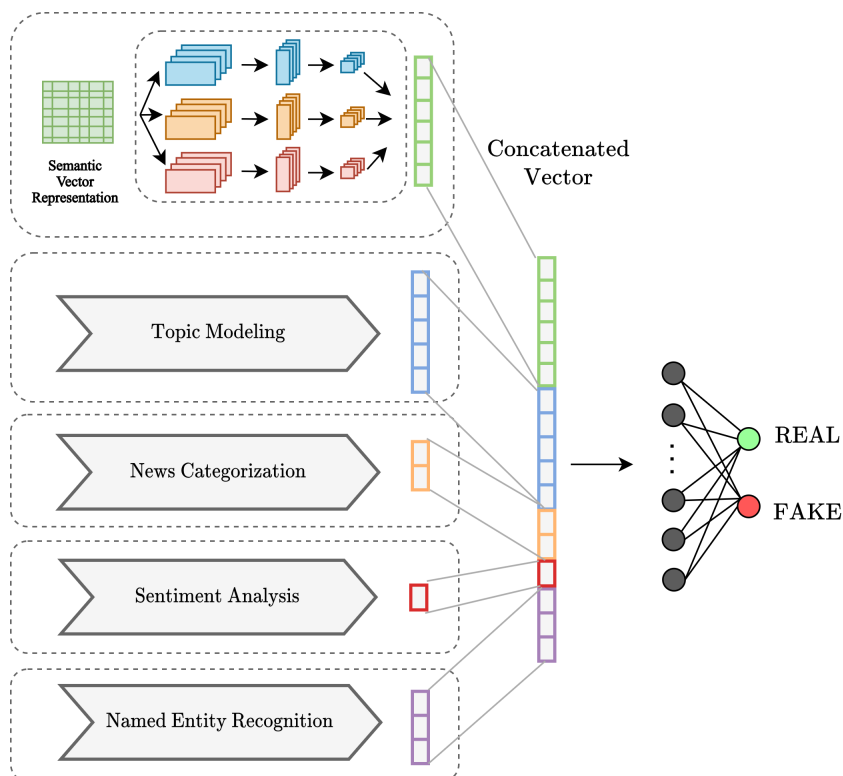 Semantic
Vector
Representation
Concatenated
Vector
Topic Modeling
News Categorization
Sentiment Analysis
Named Entity Recognition
REAL
FAKE